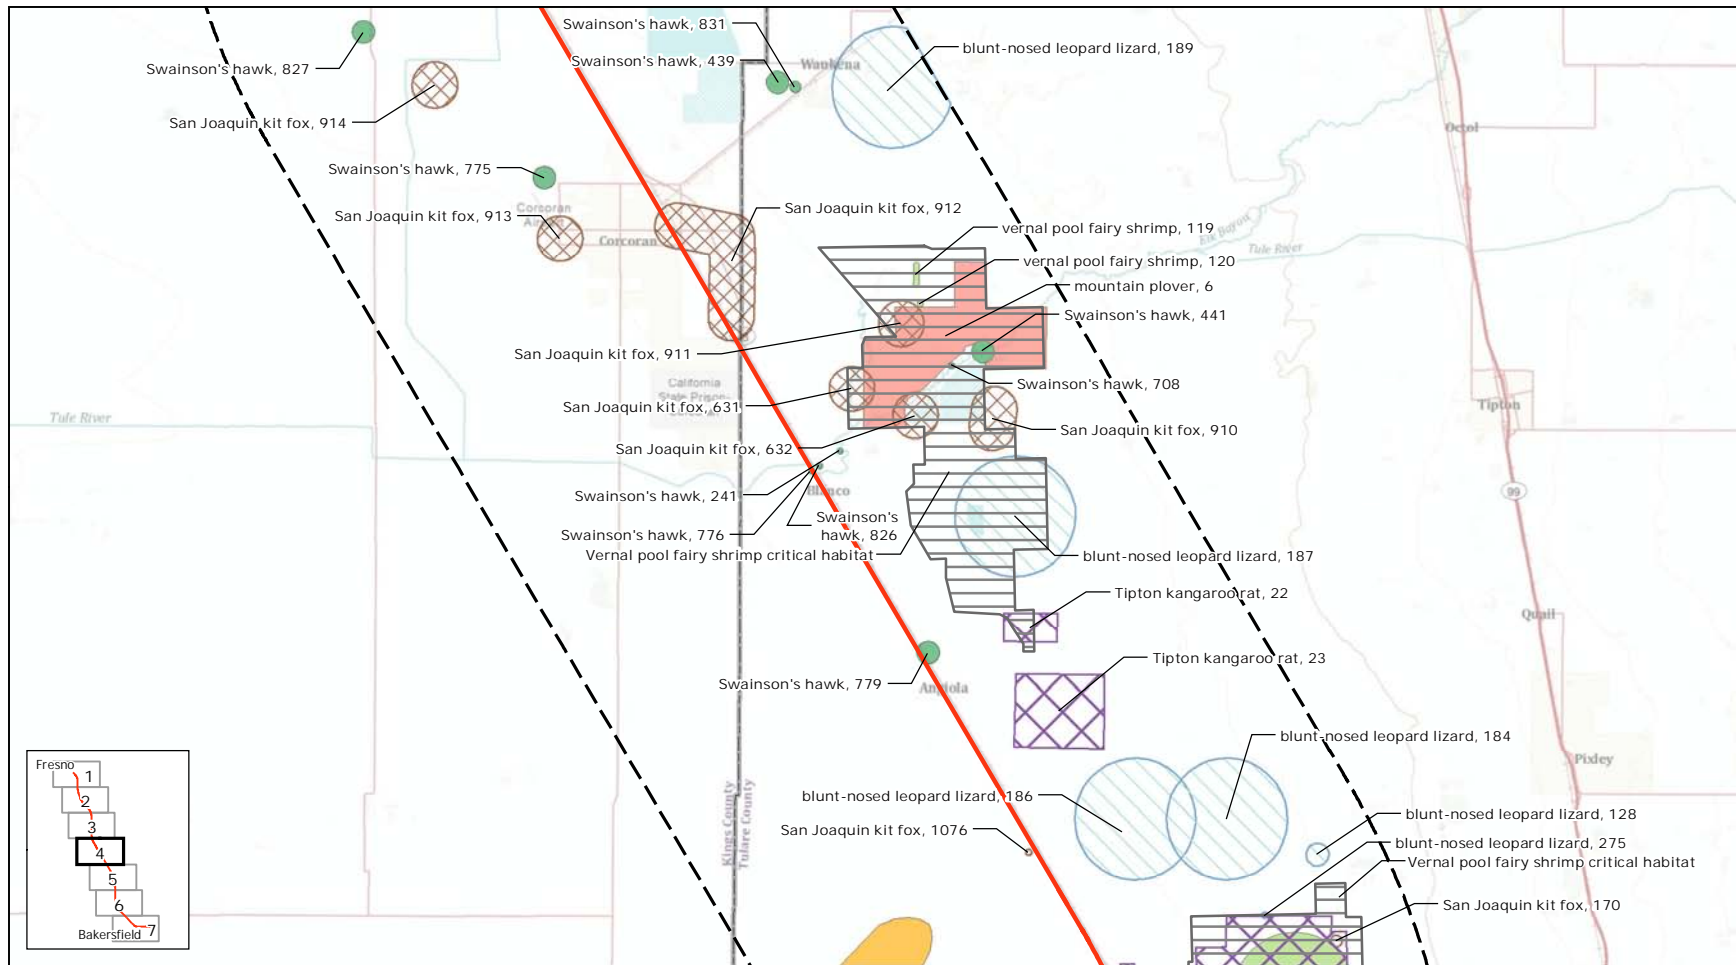 Swainson's hawk, 831
blunt-nosed leopard lizard, 189
Swainson's hawk, 439
Waukena
Swainson's hawk, 827
San Joaquin kit fox, 914
Octol
Swainson's hawk, 775
Corcoran
San Joaquin kit fox, 913
San Joaquin kit fox, 912
Corcoran
vernal pool fairy shrimp, 119
Elk Bayou
Tule River
vernal pool fairy shrimp, 120
mountain plover, 6
Swainson's hawk, 441
San Joaquin kit fox, 911
California
State Prison-
Swainson's hawk, 708
San Joaquin kit fox, 631
Tipton
Tule River
San Joaquin kit fox, 910
San Joaquin kit fox, 632
Swainson's hawk, 241
Blanco
99
Swainson's
hawk, 826
Swainson's hawk, 776
Vernal pool fairy shrimp critical habitat
blunt-nosed leopard lizard, 187
Tipton kangaroo rat, 22
Quail
Tipton kangaroo rat, 23
Swainson's hawk, 779
Angiola
blunt-nosed leopard lizard, 184
Pixley
blunt-nosed leopard lizard, 186
San Joaquin kit fox, 1076
blunt-nosed leopard lizard, 128
blunt-nosed leopard lizard, 275
Vernal pool fairy shrimp critical habitat
San Joaquin kit fox, 170
Kings County
Tulare County
Fresno
1
2
3
4
5
6
7
Bakersfield